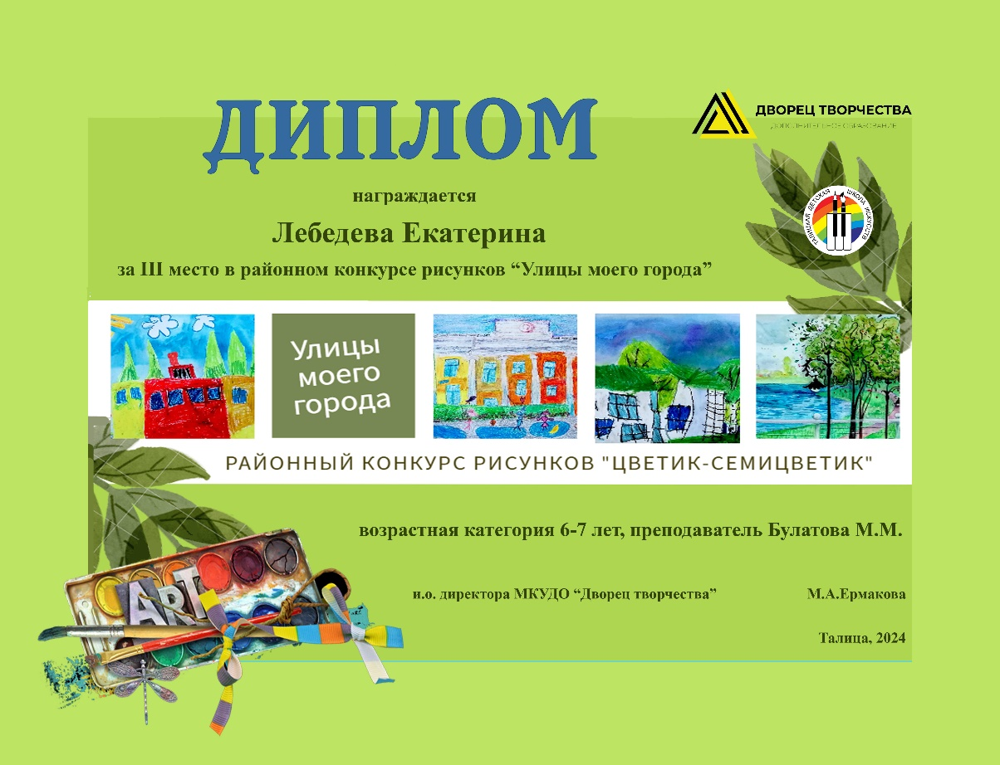 ДИПЛОМ
ДВОРЕЦ ТВОРЧЕСТВА
ДОПОЛНИТЕЛЬНОЕ ОБРАЗОВАНИЕ
награждается
ТАЛИЦКАЯ ДЕТСКАЯ ШКОЛА ИСКУССТВ
Лебедева Екатерина
за III место в районном конкурсе рисунков “Улицы моего города”
Улицы
моего
города
РАЙОННЫЙ КОНКУРС РИСУНКОВ "ЦВЕТИК-СЕМИЦВЕТИК"
возрастная категория 6-7 лет, преподаватель Булатова М.М.
ART
и.о. директора МКУДО “Дворец творчества” М.А.Ермакова
Талица, 2024